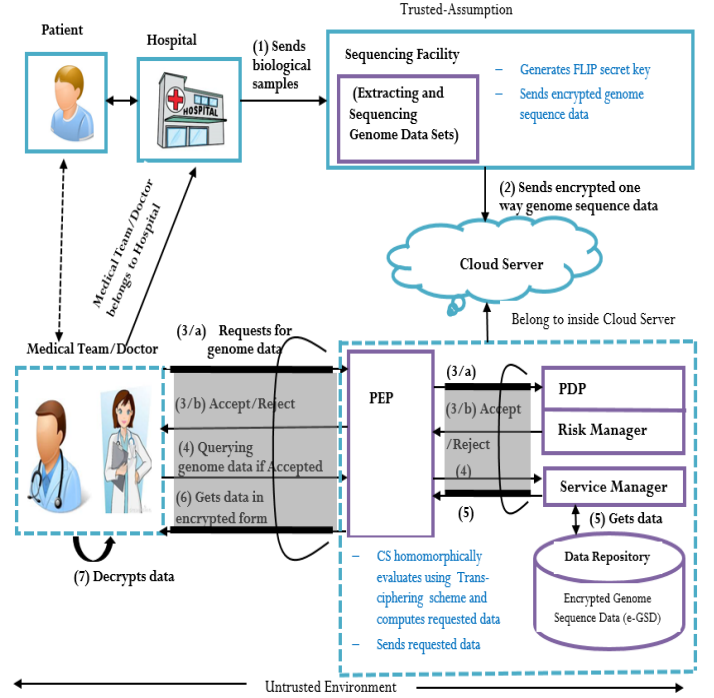 Trusted-Assumption
Patient
Hospital
(1) Sends
biological
samples
HOSPITAL
Sequencing Facility
(Extracting and
Sequencing
Genome Data Sets)
– Generates FLIP secret key
– Sends encrypted genome
sequence data
(2) Sends encrypted one
way genome sequence data
Cloud Server
Medical Team/Doctor
belongs to Hospital
Belong to inside Cloud Server
(3/a) Requests for
genome data
Medical Team/Doctor
(3/b) Accept/Reject
(4) Querying
genome data if Accepted
(6) Gets data in
encrypted form
(7) Decrypts data
PEP
(3/a)
(3/b) Accept
/Reject
(4)
(5)
PDP
Risk Manager
Service Manager
(5) Gets data
Data Repository
Encrypted Genome
Sequence Data (e-GSD)
– CS homomorphically
evaluates using Trans-
ciphering scheme and
computes requested data
– Sends requested data
Untrusted Environment